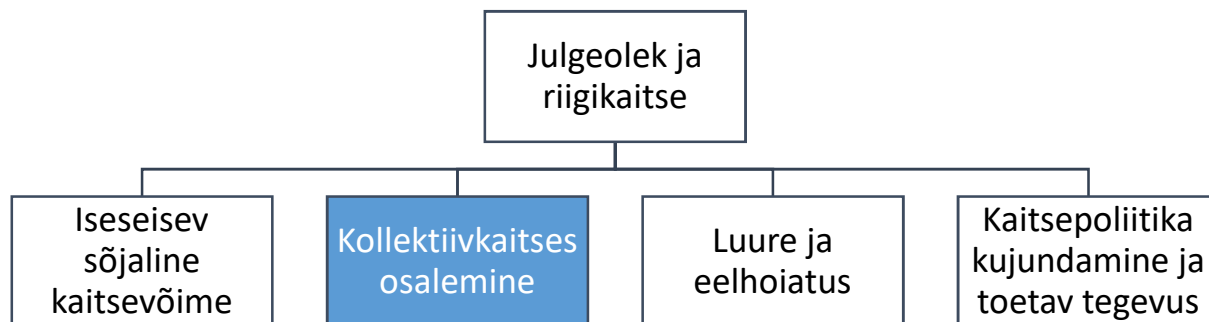 Julgeolek ja
riigikaitse
Iseseisev
sõjaline
kaitsevõime
Kollektiivkaitses
osalemine
Luure ja
eelhoiatus
Kaitsepoliitika
kujundamine ja
toetav tegevus